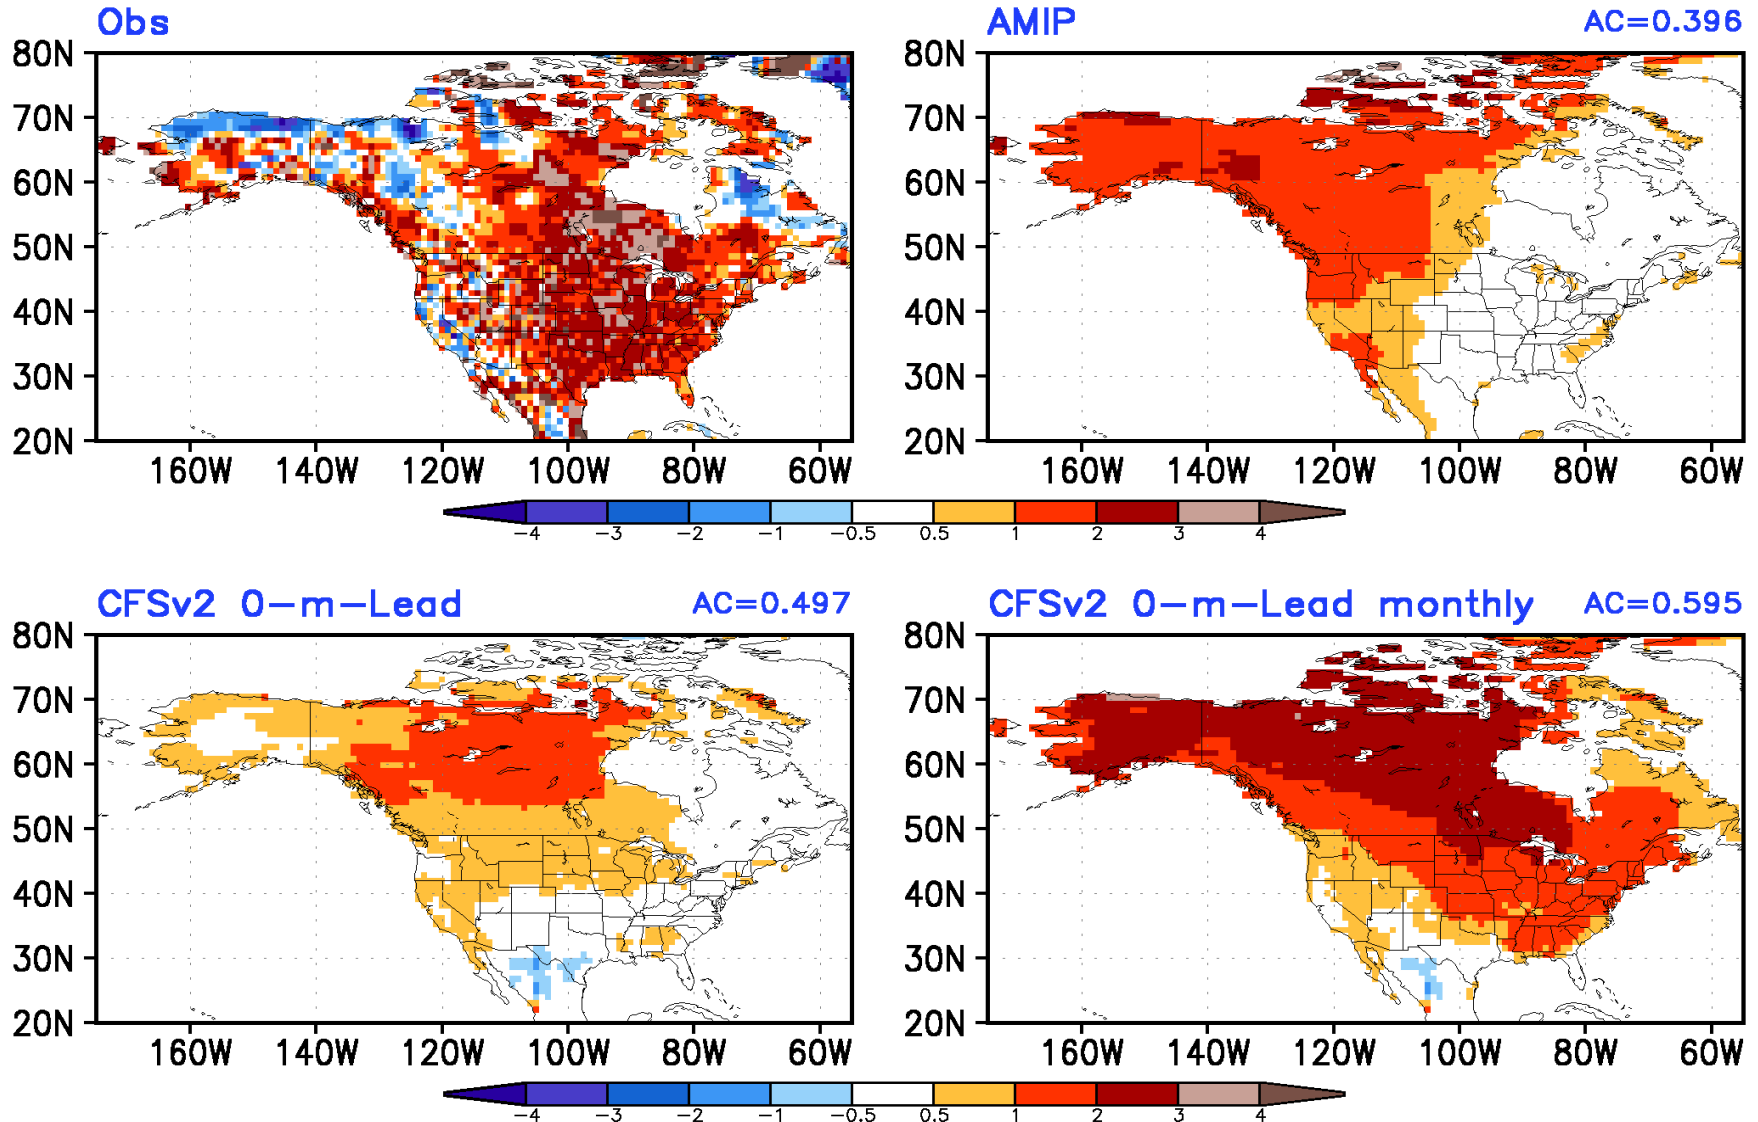 Obs
AMIP AC=0.396
80N 80N
70N 70N
60N 60N
50N 50N
40N 40N
30N 30N
20N 20N
160W 140W 120W 100W 80W 60W 160W 140W 120W 100W 80W 60W
-4 -3 -2 -1 -0.5 0.5 1 2 3 4
CFSv2 0-m-Lead AC=0.497
CFSv2 0-m-Lead monthly AC=0.595
80N 80N
70N 70N
60N 60N
50N 50N
40N 40N
30N 30N
20N 20N
160W 140W 120W 100W 80W 60W 160W 140W 120W 100W 80W 60W
-4 -3 -2 -1 -0.5 0.5 1 2 3 4